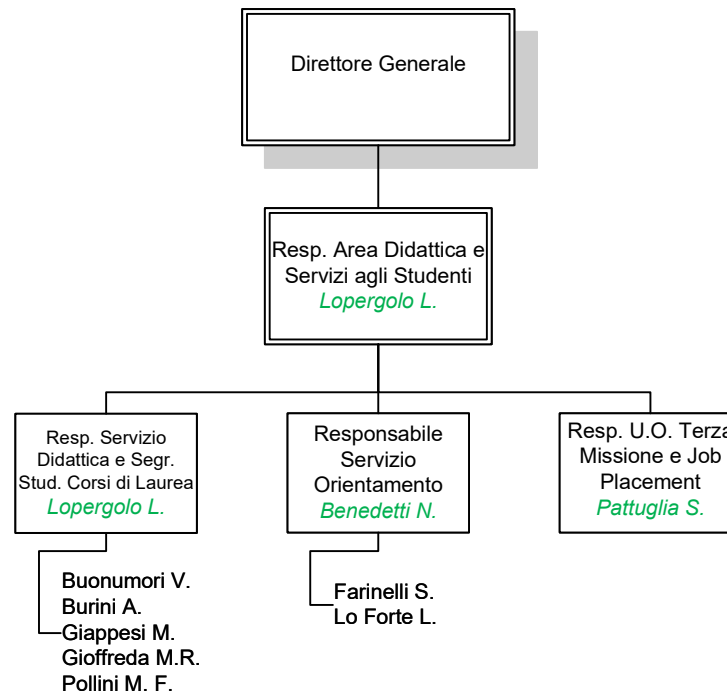 Direttore Generale
Resp. Area Didattica e
Servizi agli Studenti
Lopergolo L.
Resp. Servizio
Didattica e Segr.
Stud. Corsi di Laurea
Lopergolo L.
Responsabile
Servizio
Orientamento
Benedetti N.
Resp. U.O. Terza
Missione e Job
Placement
Pattuglia S.
Buonumori V.
Burini A.
Giappesi M.
Gioffreda M.R.
Pollini M. F.
Farinelli S.
Lo Forte L.